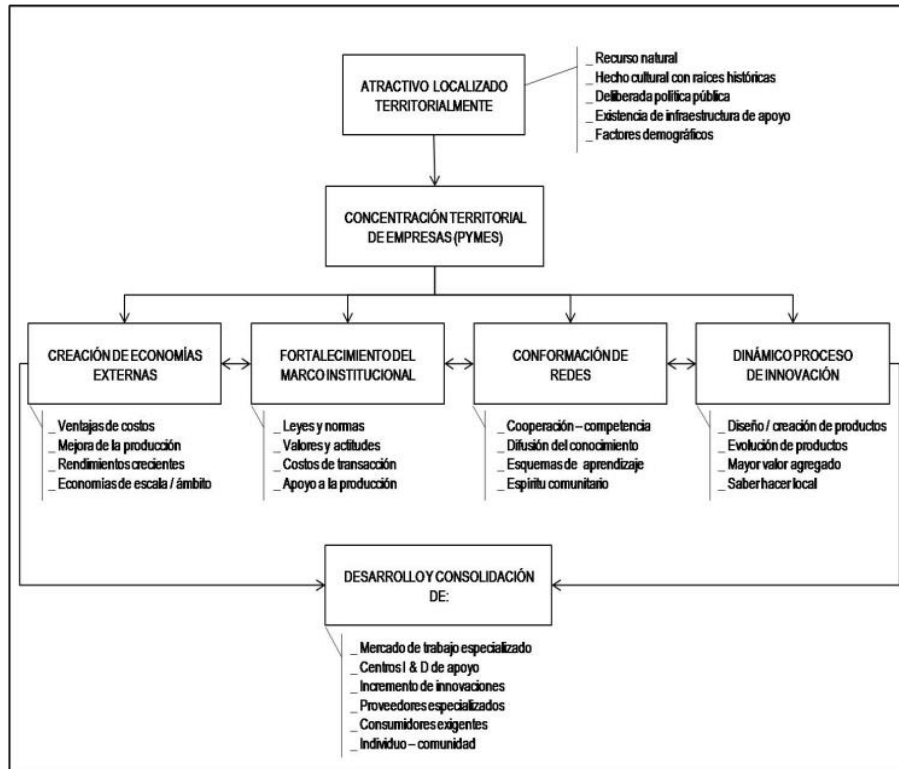 ATRACTIVO LOCALIZADO
TERRITORIALMENTE
_ Recurso natural
_ Hecho cultural con raíces históricas
_ Deliberada política pública
_ Existencia de infraestructura de apoyo
_ Factores demográficos
CONCENTRACIÓN TERRITORIAL
DE EMPRESAS (PYMES)
CREACIÓN DE ECONOMÍAS
EXTERNAS
_ Ventajas de costos
_ Mejora de la producción
_ Rendimientos crecientes
_ Economías de escala / ámbito
FORTALECIMIENTO DEL
MARCO INSTITUCIONAL
_ Leyes y normas
_ Valores y actitudes
_ Costos de transacción
_ Apoyo a la producción
CONFORMACIÓN DE
REDES
_ Cooperación – competencia
_ Difusión del conocimiento
_ Esquemas de aprendizaje
_ Espíritu comunitario
DINÁMICO PROCESO
DE INNOVACIÓN
_ Diseño / creación de productos
_ Evolución de productos
_ Mayor valor agregado
_ Saber hacer local
DESARROLLO Y CONSOLIDACIÓN
DE:
_ Mercado de trabajo especializado
_ Centros I & D de apoyo
_ Incremento de innovaciones
_ Proveedores especializados
_ Consumidores exigentes
_ Individuo – comunidad